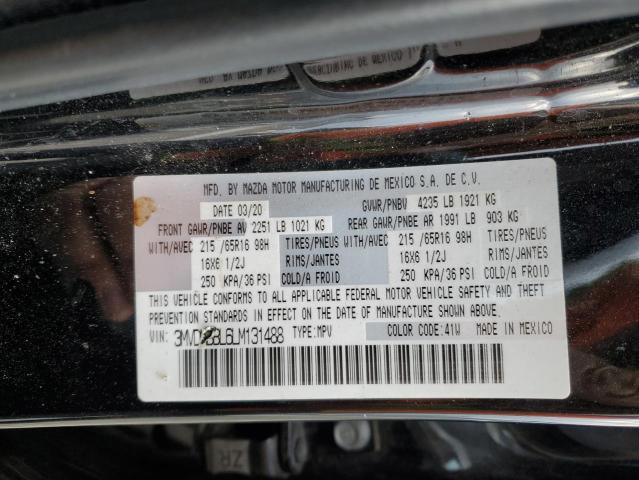 MFD. BY MAZDA MOTOR MANUFACTURING DE MEXICO S.A. DE C.V.
DATE 03/20 GVWR/PNBV 4235 LB 1921 KG
FRONT GAWR/PNBE AV 2251 LB 1021 KG REAR GAWR/PNBE AR 1991 LB 903 KG
WITH/AVEC 215 /65R16 98H TIRES/PNEUS WITH/AVEC 215 /65R16 98H TIRES/PNEUS
16X6 1/2J RIMS/JANTES 16X6 1/2J RIMS/JANTES
250 KPA/36 PSI COLD/A FROID 250 KPA/36 PSI COLD/A FROID
THIS VEHICLE CONFORMS TO ALL APPLICABLE FEDERAL MOTOR VEHICLE SAFETY AND THEFT
PREVENTION STANDARDS IN EFFECT ON THE DATE OF MANUFACTURE SHOWN ABOVE.
VIN: TYPE: MPV COLOR CODE: 41W MADE IN MEXICO
ZR